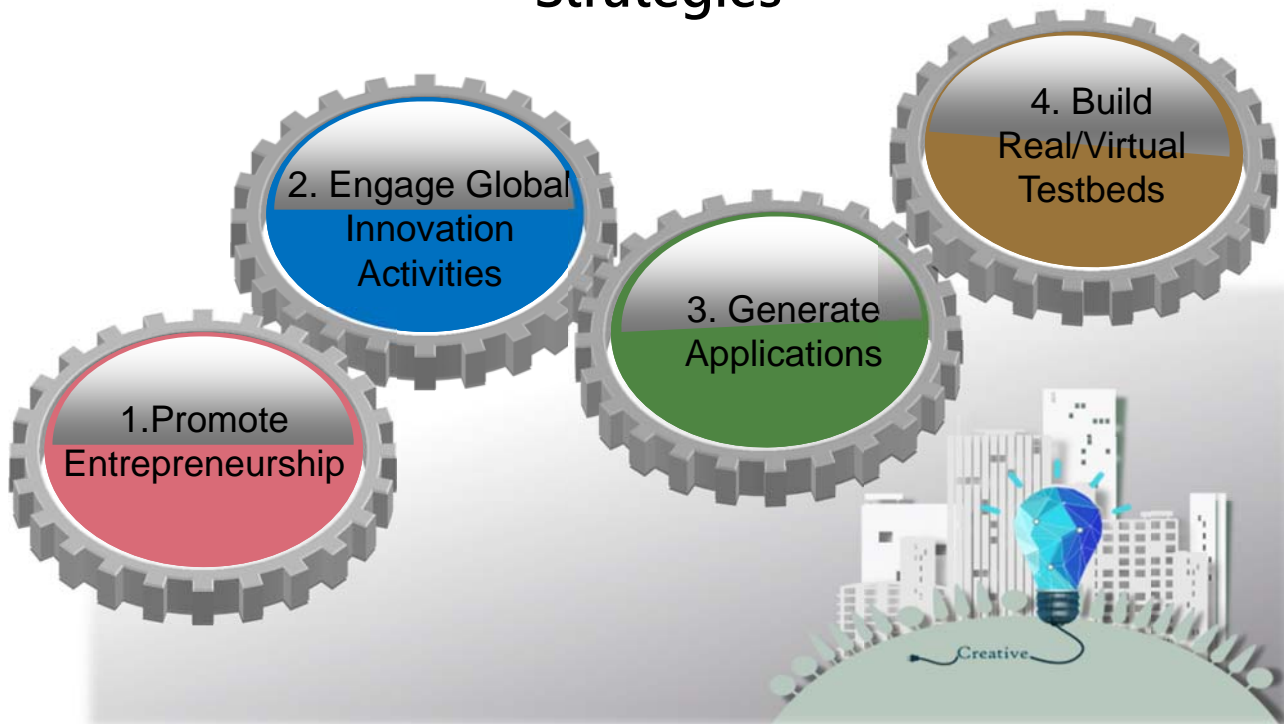 Strategies
1.Promote
Entrepreneurship
2. Engage Global
Innovation
Activities
3. Generate
Applications
4. Build
Real/Virtual
Testbeds
Creative